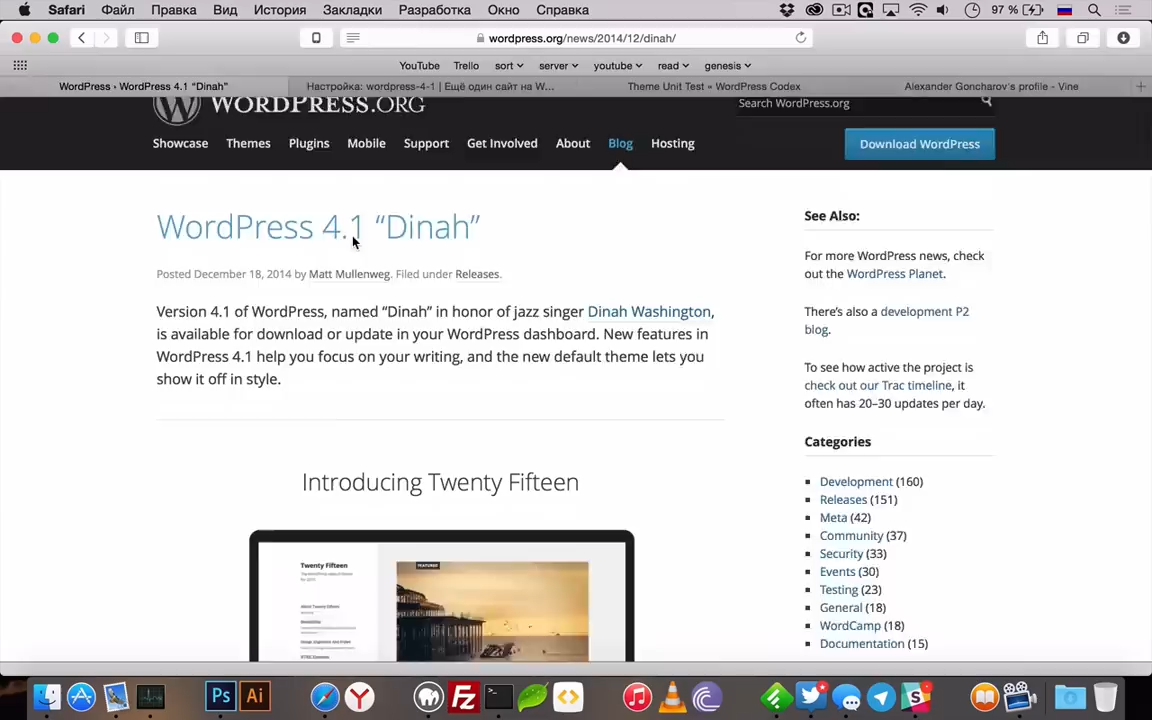 Safari Файл Правка Вид История Закладки Разработка Окно Справка 97 %
wordpress.org/news/2014/12/dinah/
YouTube Trello sort server youtube read genesis
WordPress › WordPress 4.1 “Dinah” Настройка: wordpress-4-1 | Ещё один сайт на W... Theme Unit Test « WordPress Codex Alexander Goncharov's profile - Vine
WORDPRESS.ORG
Search WordPress.org
Showcase Themes Plugins Mobile Support Get Involved About Blog Hosting
Download WordPress
WordPress 4.1 “Dinah”
Posted December 18, 2014 by Matt Mullenweg. Filed under Releases.
Version 4.1 of WordPress, named “Dinah” in honor of jazz singer Dinah Washington,
is available for download or update in your WordPress dashboard. New features in
WordPress 4.1 help you focus on your writing, and the new default theme lets you
show it off in style.
Introducing Twenty Fifteen
Twenty Fifteen
FEATURED
See Also:
For more WordPress news, check
out the WordPress Planet.
There’s also a development P2
blog.
To see how active the project is
check out our Trac timeline, it
often has 20–30 updates per day.
Categories
Development (160)
Releases (151)
Meta (42)
Community (37)
Security (33)
Events (30)
Testing (23)
General (18)
WordCamp (18)
Documentation (15)
Ps
Ai
Fz